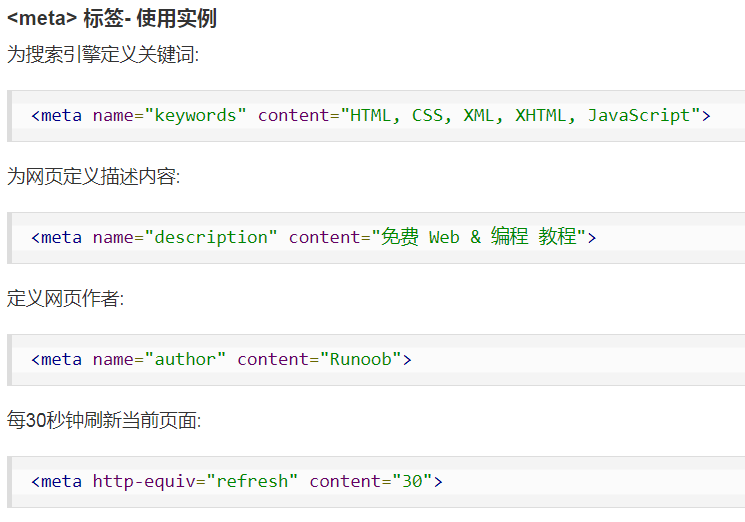 <meta> 标签- 使用实例
为搜索引擎定义关键词:
<meta name="keywords" content="HTML, CSS, XML, XHTML, JavaScript">
为网页定义描述内容:
<meta name="description" content="免费 Web & 编程 教程">
定义网页作者:
<meta name="author" content="Runoob">
每30秒钟刷新当前页面:
<meta http-equiv="refresh" content="30">